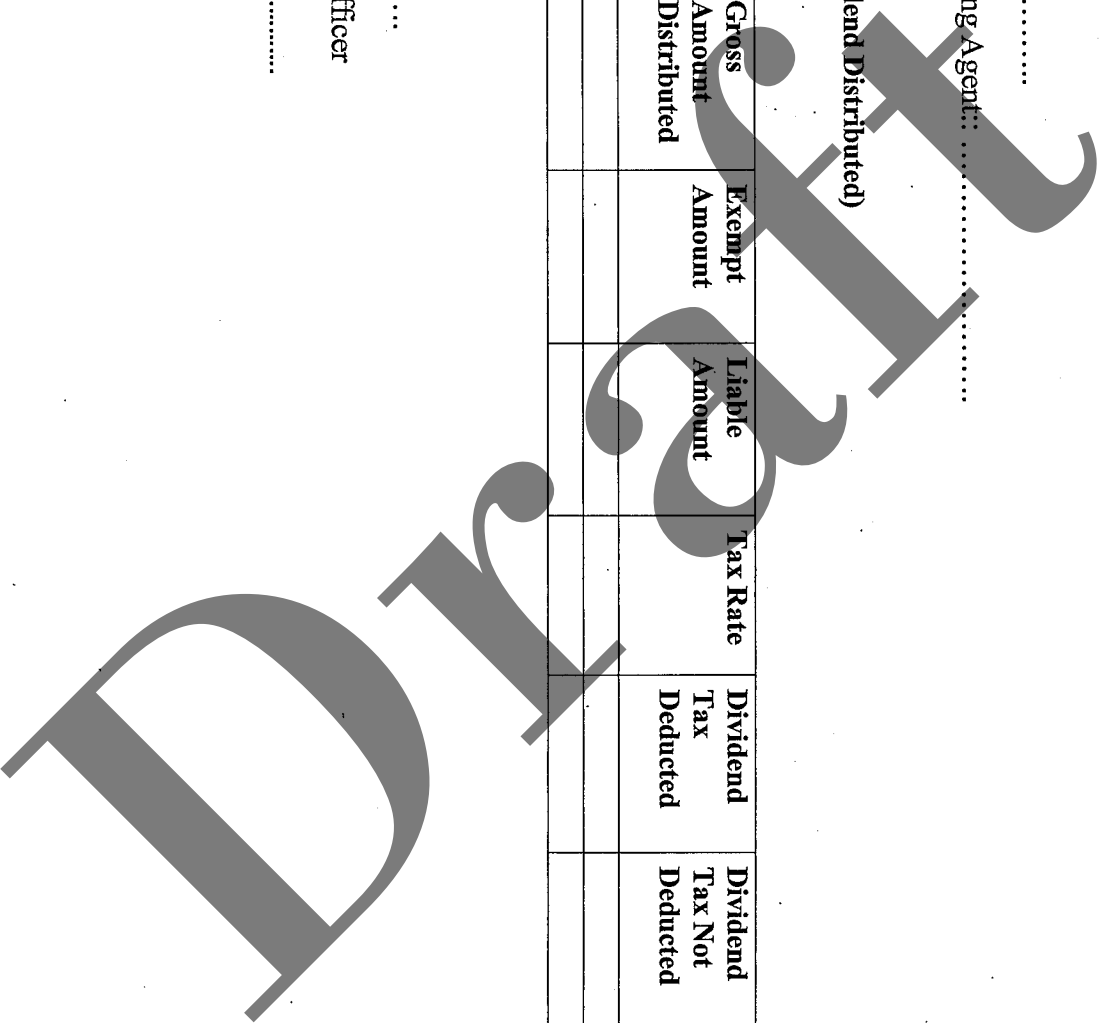 ............
ng Agent:: ..............................
lend Distributed)
Gross Amount Distributed
Exempt Amount
Liable Amount
Tax Rate
Dividend Tax Deducted
Dividend Tax Not Deducted
...
fficer
............
Draft